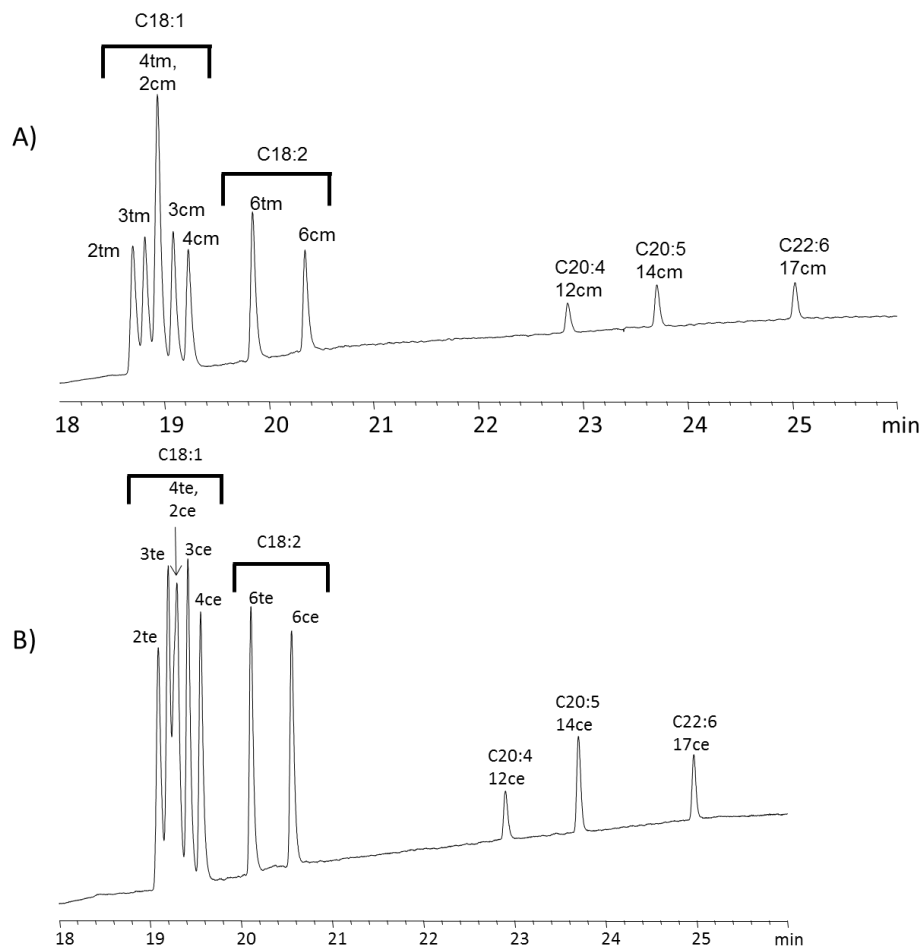 C18:1
4tm,
2cm
A)
C18:2
3tm
3cm
6tm
2tm
4cm
6cm
C20:4
12cm
C20:5
14cm
C22:6
17cm
18 19 20 21 22 23 24 25 min
C18:1
4te,
2ce
3te
3ce
C18:2
4ce
6te
6ce
2te
B)
C20:4
12ce
C20:5
14ce
C22:6
17ce
18 19 20 21 22 23 24 25 min